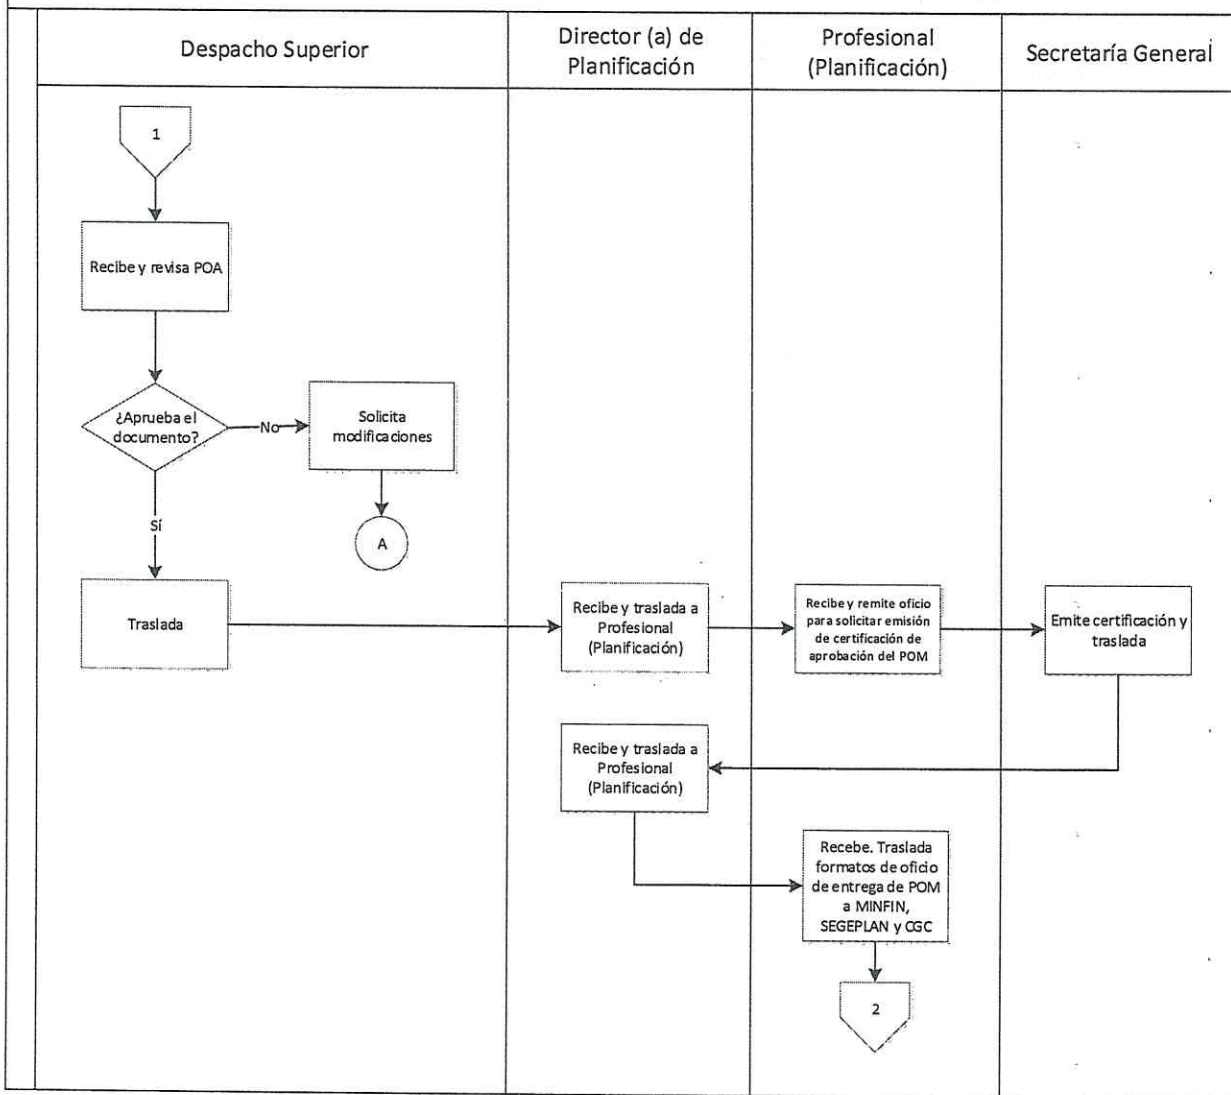 Despacho Superior
Director (a) de
Planificación
Profesional
(Planificación)
Secretaría General
1
Recibe y revisa POA
¿Aprueba el
documento?
No
Solicita
modificaciones
A
Sí
Traslada
Recibe y traslada a
Profesional
(Planificación)
Recibe y remite oficio
para solicitar emisión
de certificación de
aprobación del POM
Emite certificación y
traslada
Recibe y traslada a
Profesional
(Planificación)
Recebe. Traslada
formatos de oficio
de entrega de POM
a MINFIN,
SEGEPLAN y CGC
2